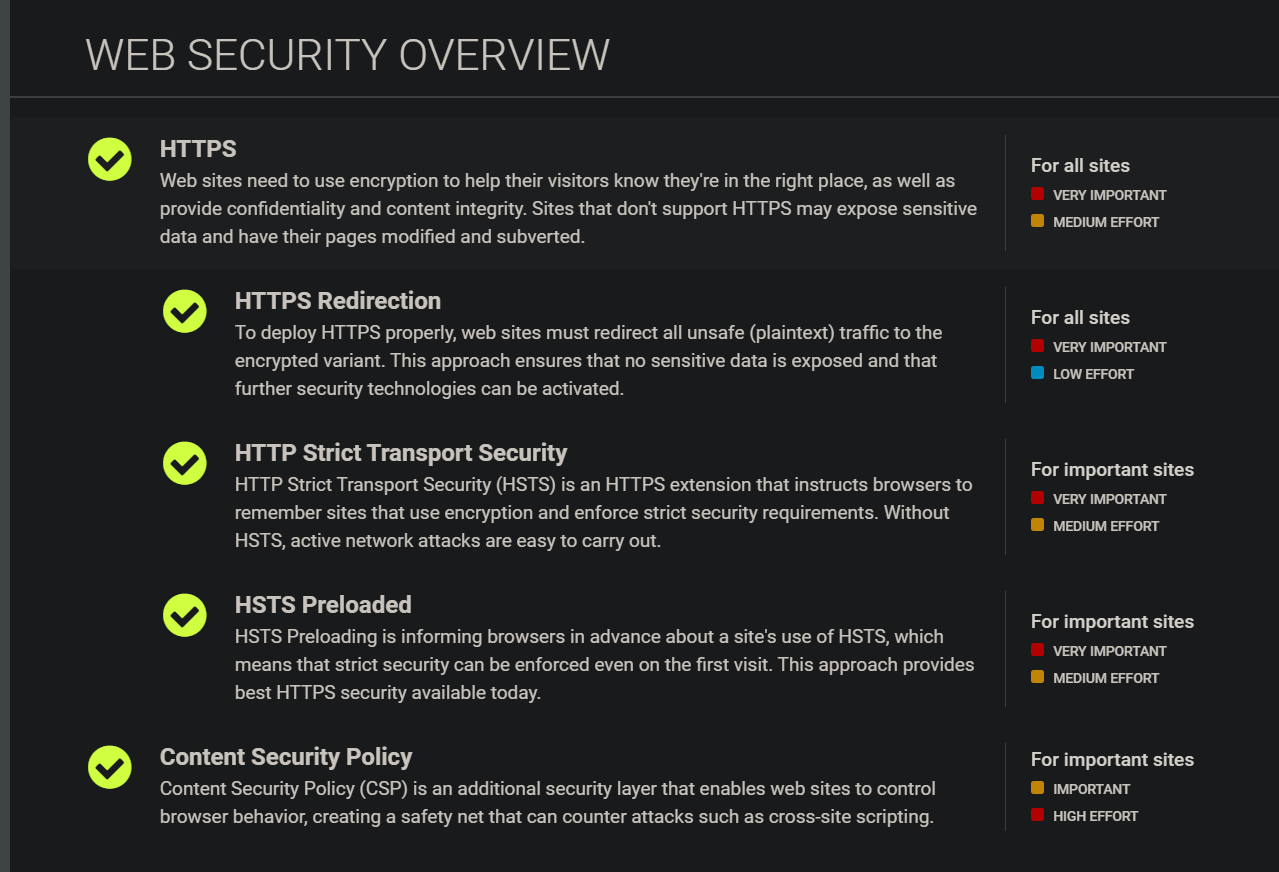 WEB SECURITY OVERVIEW
HTTPS
Web sites need to use encryption to help their visitors know they're in the right place, as well as
provide confidentiality and content integrity. Sites that don't support HTTPS may expose sensitive
data and have their pages modified and subverted.
For all sites
VERY IMPORTANT
MEDIUM EFFORT
HTTPS Redirection
To deploy HTTPS properly, web sites must redirect all unsafe (plaintext) traffic to the
encrypted variant. This approach ensures that no sensitive data is exposed and that
further security technologies can be activated.
For all sites
VERY IMPORTANT
LOW EFFORT
HTTP Strict Transport Security
HTTP Strict Transport Security (HSTS) is an HTTPS extension that instructs browsers to
remember sites that use encryption and enforce strict security requirements. Without
HSTS, active network attacks are easy to carry out.
For important sites
VERY IMPORTANT
MEDIUM EFFORT
HSTS Preloaded
HSTS Preloading is informing browsers in advance about a site's use of HSTS, which
means that strict security can be enforced even on the first visit. This approach provides
best HTTPS security available today.
For important sites
VERY IMPORTANT
MEDIUM EFFORT
Content Security Policy
Content Security Policy (CSP) is an additional security layer that enables web sites to control
browser behavior, creating a safety net that can counter attacks such as cross-site scripting.
For important sites
IMPORTANT
HIGH EFFORT